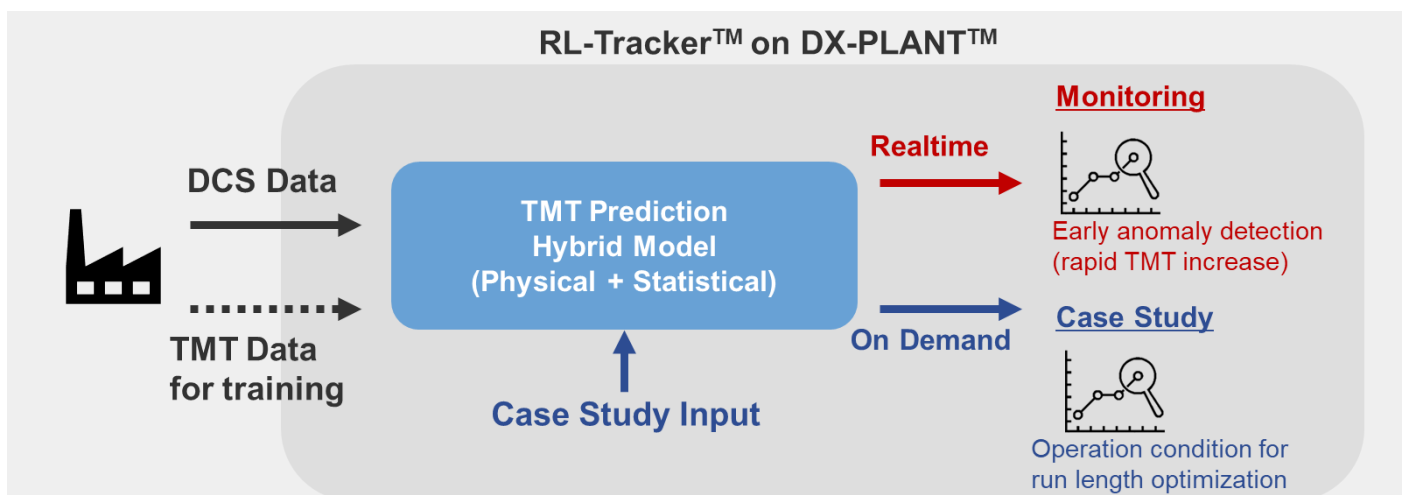 RL-Tracker™ on DX-PLANT™
DCS Data
TMT Data
for training
TMT Prediction
Hybrid Model
(Physical + Statistical)
Case Study Input
Realtime
On Demand
Monitoring
Early anomaly detection
(rapid TMT increase)
Case Study
Operation condition for
run length optimization